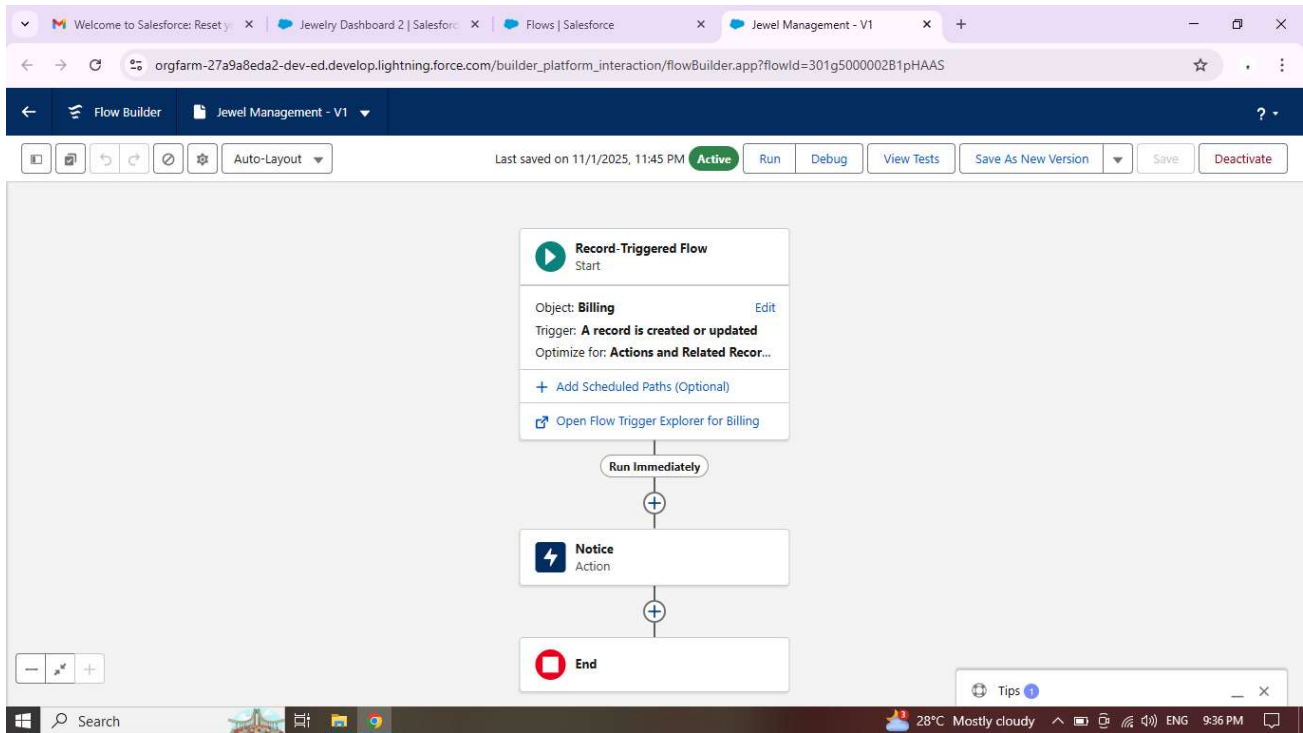 Welcome to Salesforce: Reset y
Jewelry Dashboard 2 | Salesforc
Flows | Salesforce
Jewel Management - V1
orgfarm-27a9a8eda2-dev-ed.develop.lightning.force.com/builder_platform_interaction/flowBuilder.app?flowId=301g5000002B1pHAAS
Flow Builder
Jewel Management - V1
?
Auto-Layout
Last saved on 11/1/2025, 11:45 PM
Active
Run
Debug
View Tests
Save As New Version
Save
Deactivate
Record-Triggered Flow
Start
Object: Billing
Edit
Trigger: A record is created or updated
Optimize for: Actions and Related Recor...
+ Add Scheduled Paths (Optional)
Open Flow Trigger Explorer for Billing
Run Immediately
Notice
Action
End
Tips 1
Search
3
28°C Mostly cloudy
ENG
9:36 PM